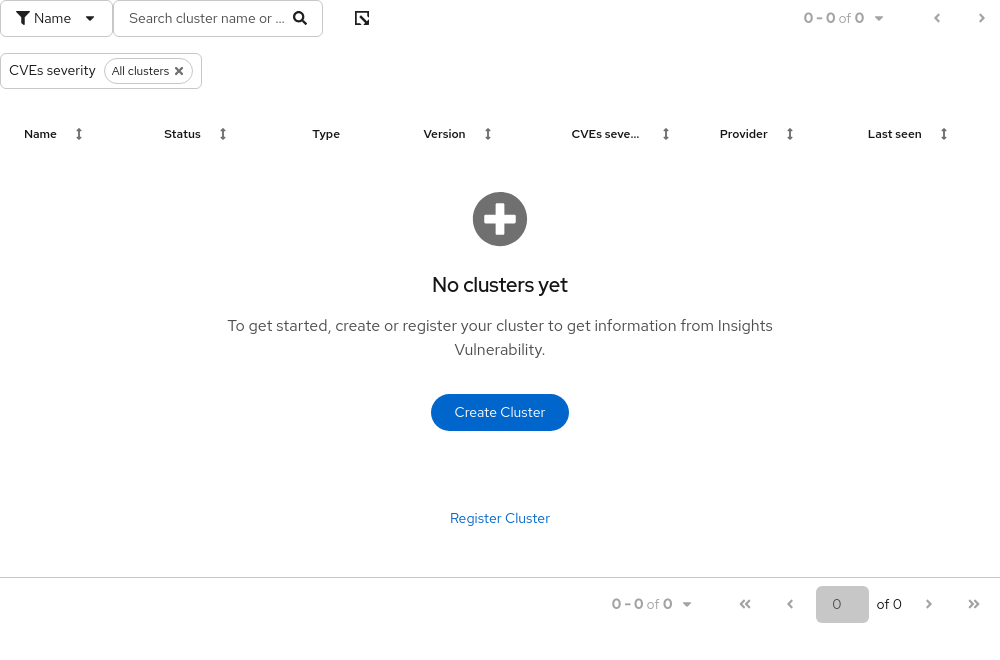 Name
Search cluster name or ...
0 - 0 of 0
CVEs severity All clusters
Name Status Type Version CVEs seve... Provider Last seen
No clusters yet
To get started, create or register your cluster to get information from Insights
Vulnerability.
Create Cluster
Register Cluster
0 - 0 of 0 0 of 0